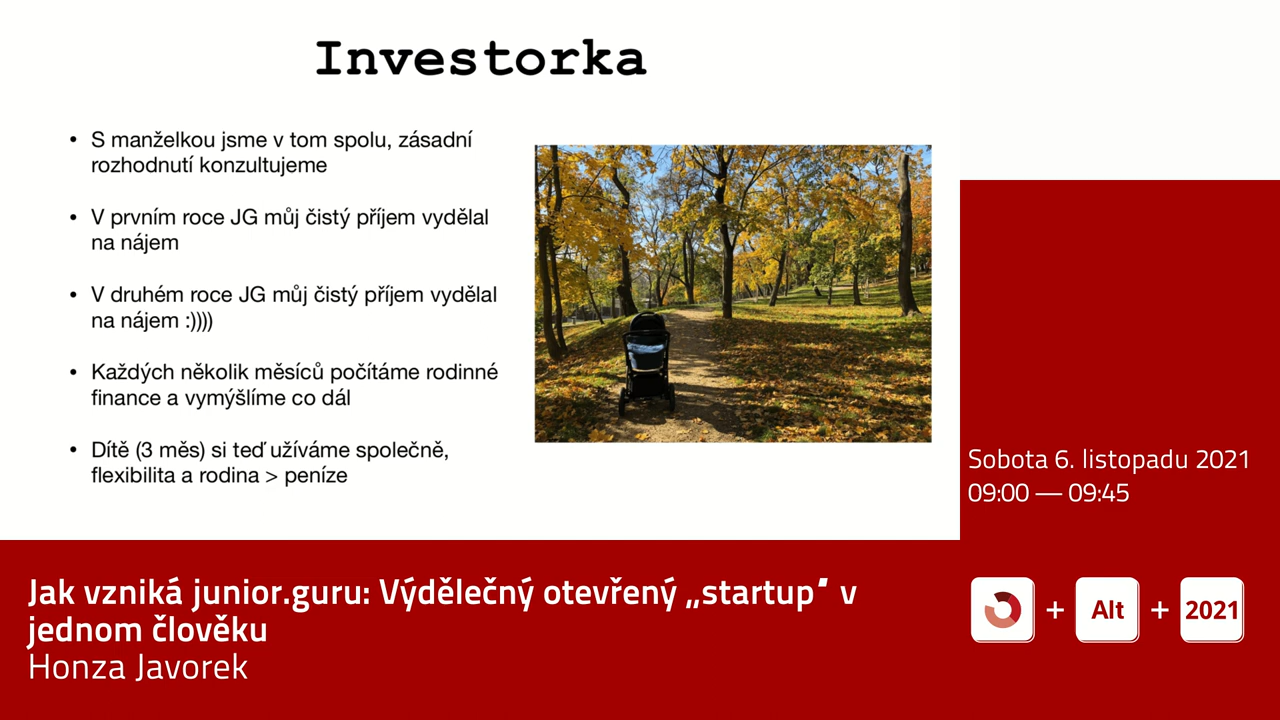 Investorka
• S manželkou jsme v tom spolu, zásadní
rozhodnutí konzultujeme
• V prvním roce JG můj čistý příjem vydělal
na nájem
• V druhém roce JG můj čistý příjem vydělal
na nájem :))))
• Každých několik měsíců počítáme rodinné
finance a vymýšlíme co dál
• Dítě (3 měs) si teď užíváme společně,
flexibilita a rodina > peníze
Sobota 6. listopadu 2021
09:00 — 09:45
Jak vzniká junior.guru: Výdělečný otevřený „startup" v
jednom člověku
Honza Javorek
+ Alt + 2021